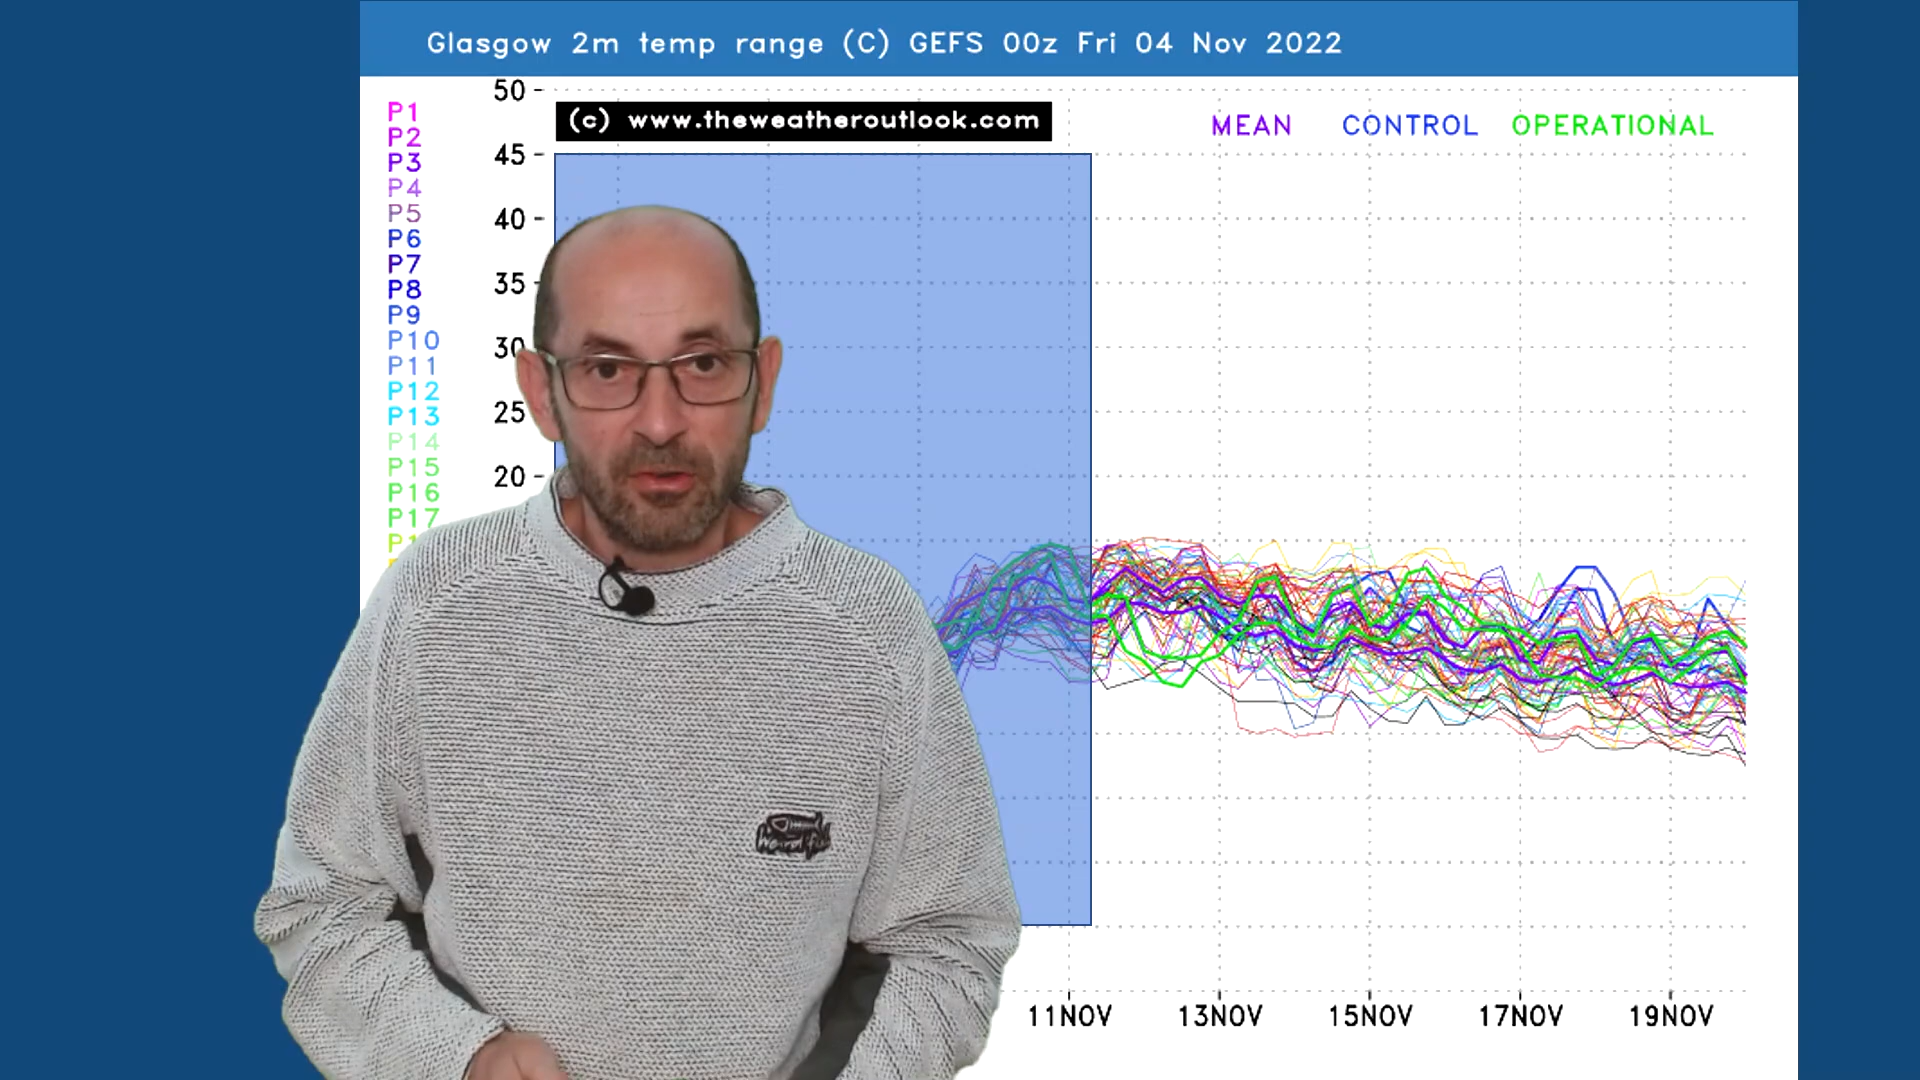 Glasgow 2m temp range (C) GEFS 00z Fri 04 Nov 2022
50
(c) www.theweatheroutlook.com
MEAN CONTROL OPERATIONAL
P1
P2
P3
P4
P5
P6
P7
P8
P9
P10
P11
P12
P13
P14
P15
P16
P17
45
40
35
30
25
20
11NOV 13NOV 15NOV 17NOV 19NOV